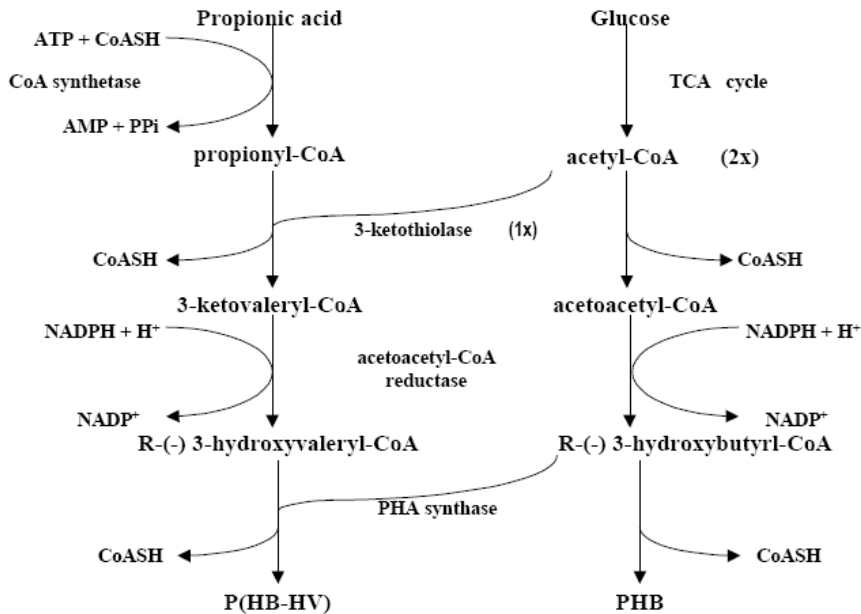 Propionic acid Glucose
ATP + CoASH
CoA synthetase TCA cycle
AMP + PPi
propionyl-CoA acetyl-CoA (2x)
3-ketothiolase (1x)
CoASH CoASH
3-ketovaleryl-CoA acetoacetyl-CoA
NADPH + H⁺ NADPH + H⁺
acetoacetyl-CoA
reductase
NADP⁺ NADP⁺
R-(-) 3-hydroxyvaleryl-CoA R-(-) 3-hydroxybutyrl-CoA
PHA synthase
CoASH CoASH
P(HB-HV) PHB